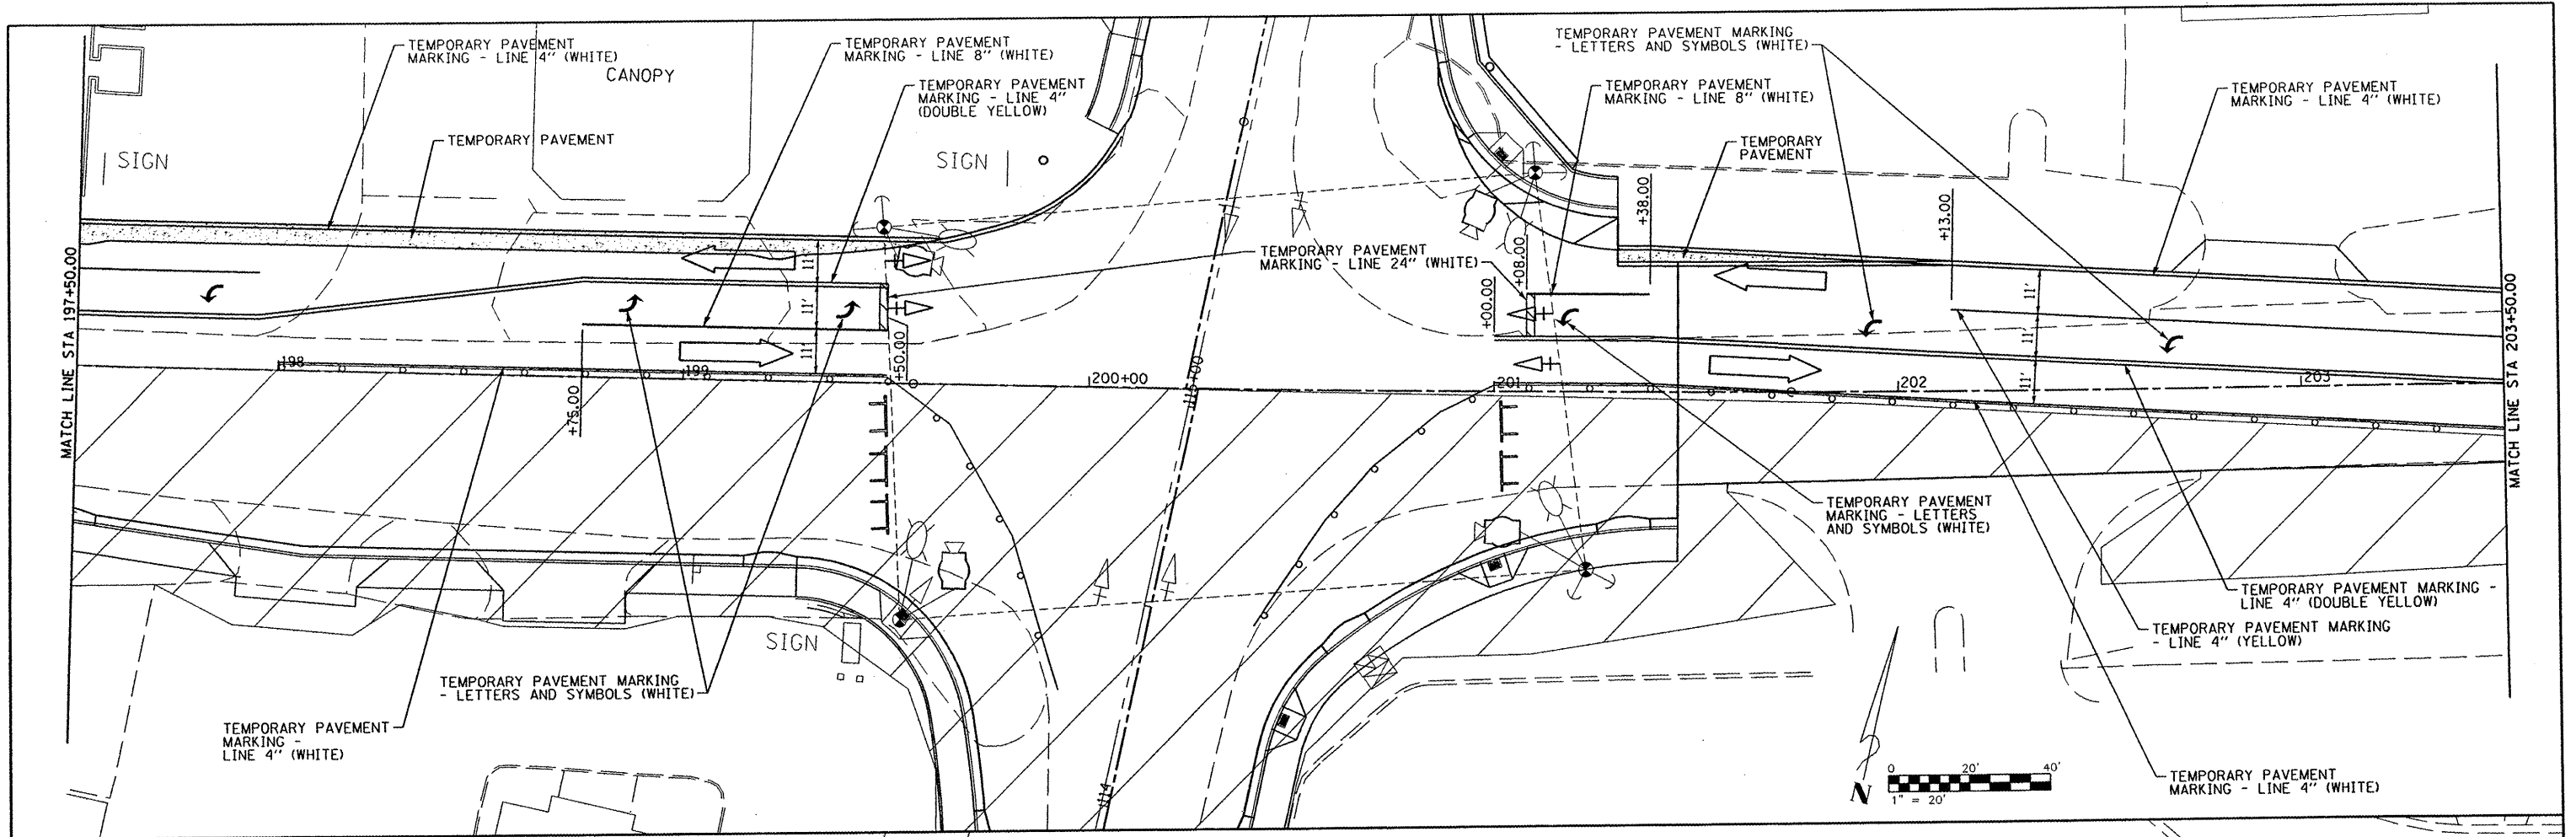 TEMPORARY PAVEMENT
MARKING - LINE 4" (WHITE)
CANOPY
TEMPORARY PAVEMENT
MARKING - LINE 8" (WHITE)
TEMPORARY PAVEMENT
MARKING - LINE 4"
(DOUBLE YELLOW)
TEMPORARY PAVEMENT
SIGN
SIGN
TEMPORARY PAVEMENT MARKING
- LETTERS AND SYMBOLS (WHITE)
TEMPORARY PAVEMENT
MARKING - LINE 8" (WHITE)
TEMPORARY
PAVEMENT
TEMPORARY PAVEMENT
MARKING - LINE 4" (WHITE)
TEMPORARY PAVEMENT
MARKING - LINE 24" (WHITE)
+38.00
+13.00
+08.00
+00.00
MATCH LINE STA 197+50.00
MATCH LINE STA 203+50.00
11'
11'
11'
11'
11'
11'
+50.00
+75.00
198
199
200+00
201
202
203
115+00
114
TEMPORARY PAVEMENT
MARKING - LETTERS
AND SYMBOLS (WHITE)
TEMPORARY PAVEMENT MARKING -
LINE 4" (DOUBLE YELLOW)
TEMPORARY PAVEMENT MARKING
- LINE 4" (YELLOW)
TEMPORARY PAVEMENT
MARKING - LINE 4" (WHITE)
SIGN
TEMPORARY PAVEMENT MARKING
- LETTERS AND SYMBOLS (WHITE)
TEMPORARY PAVEMENT
MARKING -
LINE 4" (WHITE)
N
0 20' 40'
1" = 20'